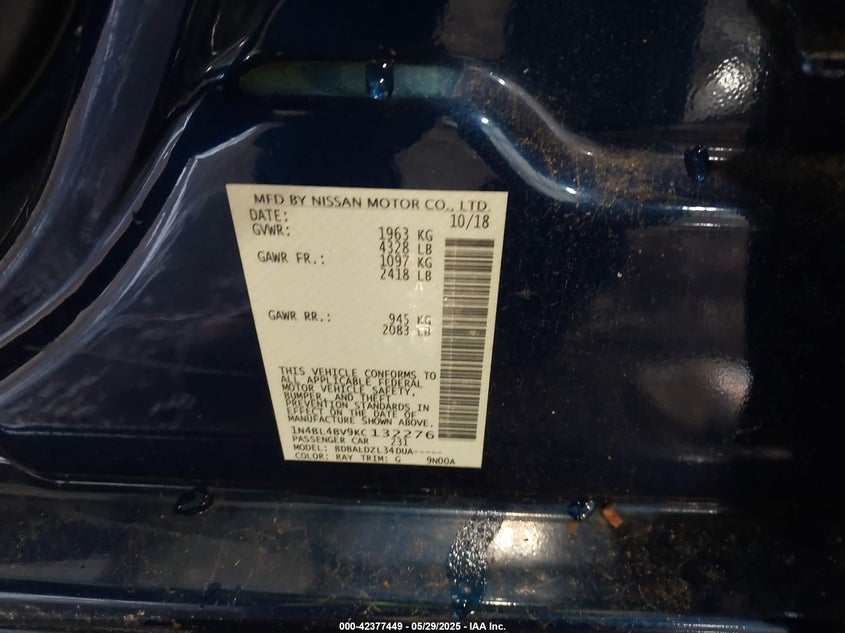 MFD BY NISSAN MOTOR CO., LTD.
DATE: 10/18
GVWR: 1963 KG
4328 LB
GAWR FR.: 1097 KG
2418 LB
GAWR RR.: 945 KG
2083 LB
THIS VEHICLE CONFORMS TO
ALL APPLICABLE FEDERAL
MOTOR VEHICLE SAFETY,
BUMPER, AND THEFT
PREVENTION STANDARDS IN
EFFECT ON THE DATE OF
MANUFACTURE SHOWN ABOVE.
1N4BL4BV9KC132276
PASSENGER CAR 231
MODEL: BDBALDZL34DUA-----
COLOR: RAY TRIM: G 9N00A
000-42377449 - 05/29/2025 - IAA Inc.